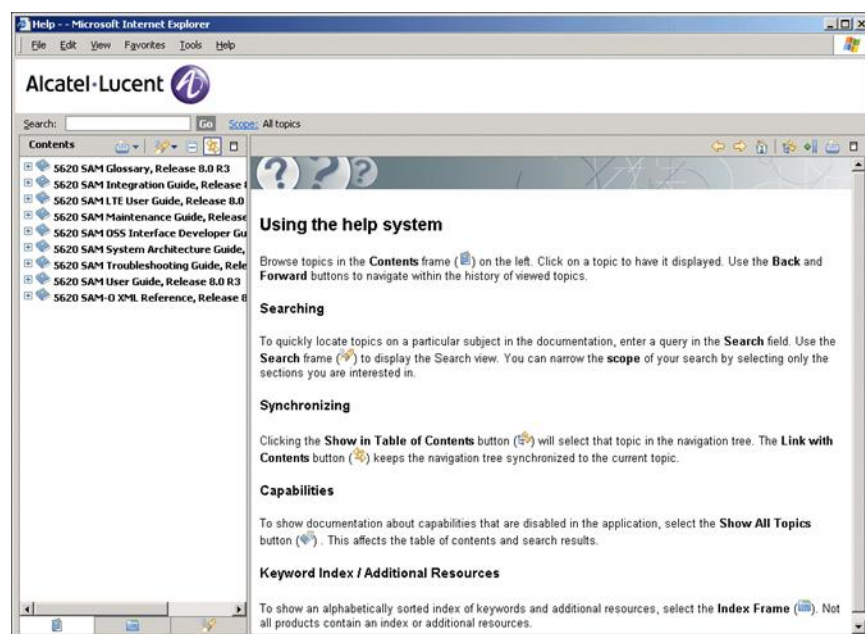 Help - - Microsoft Internet Explorer
File Edit View Favorites Tools Help
Alcatel·Lucent
Search: Go Scope: All topics
Contents
5620 SAM Glossary, Release 8.0 R3
5620 SAM Integration Guide, Release
5620 SAM LTE User Guide, Release 8.0
5620 SAM Maintenance Guide, Release
5620 SAM OSS Interface Developer Gu
5620 SAM System Architecture Guide,
5620 SAM Troubleshooting Guide, Rele
5620 SAM User Guide, Release 8.0 R3
5620 SAM-O XML Reference, Release 8
???
Using the help system
Browse topics in the Contents frame ( ) on the left. Click on a topic to have it displayed. Use the Back and
Forward buttons to navigate within the history of viewed topics.
Searching
To quickly locate topics on a particular subject in the documentation, enter a query in the Search field. Use the
Search frame ( ) to display the Search view. You can narrow the scope of your search by selecting only the
sections you are interested in.
Synchronizing
Clicking the Show in Table of Contents button ( ) will select that topic in the navigation tree. The Link with
Contents button ( ) keeps the navigation tree synchronized to the current topic.
Capabilities
To show documentation about capabilities that are disabled in the application, select the Show All Topics
button ( ) . This affects the table of contents and search results.
Keyword Index / Additional Resources
To show an alphabetically sorted index of keywords and additional resources, select the Index Frame ( ). Not
all products contain an index or additional resources.